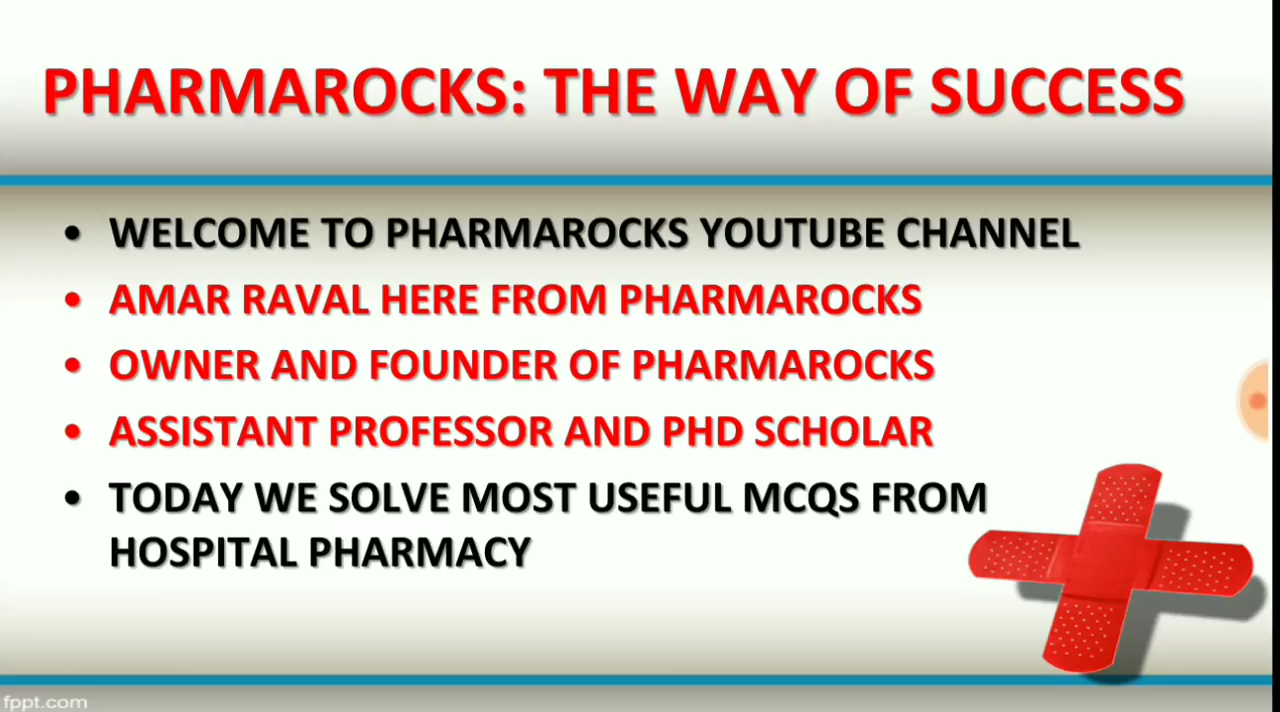 PHARMAROCKS: THE WAY OF SUCCESS
• WELCOME TO PHARMAROCKS YOUTUBE CHANNEL
• AMAR RAVAL HERE FROM PHARMAROCKS
• OWNER AND FOUNDER OF PHARMAROCKS
• ASSISTANT PROFESSOR AND PHD SCHOLAR
• TODAY WE SOLVE MOST USEFUL MCQS FROM
HOSPITAL PHARMACY
fppt.com